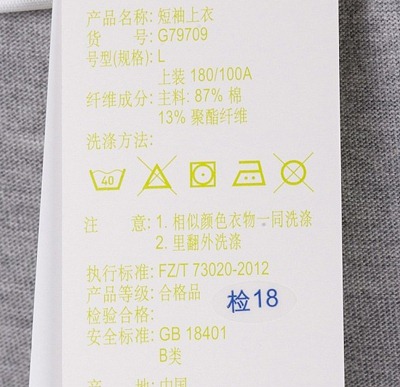 产品名称: 短袖上衣
货 号: G79709
号型(规格): L
上装 180/100A
纤维成分: 主料: 87% 棉
13% 聚酯纤维
洗涤方法:
40
注 意: 1. 相似颜色衣物一同洗涤
2. 里翻外洗涤
执行标准: FZ/T 73020-2012
产品等级: 合格品
检验合格: 检18
安全标准: GB 18401
B类
产 地: 中国